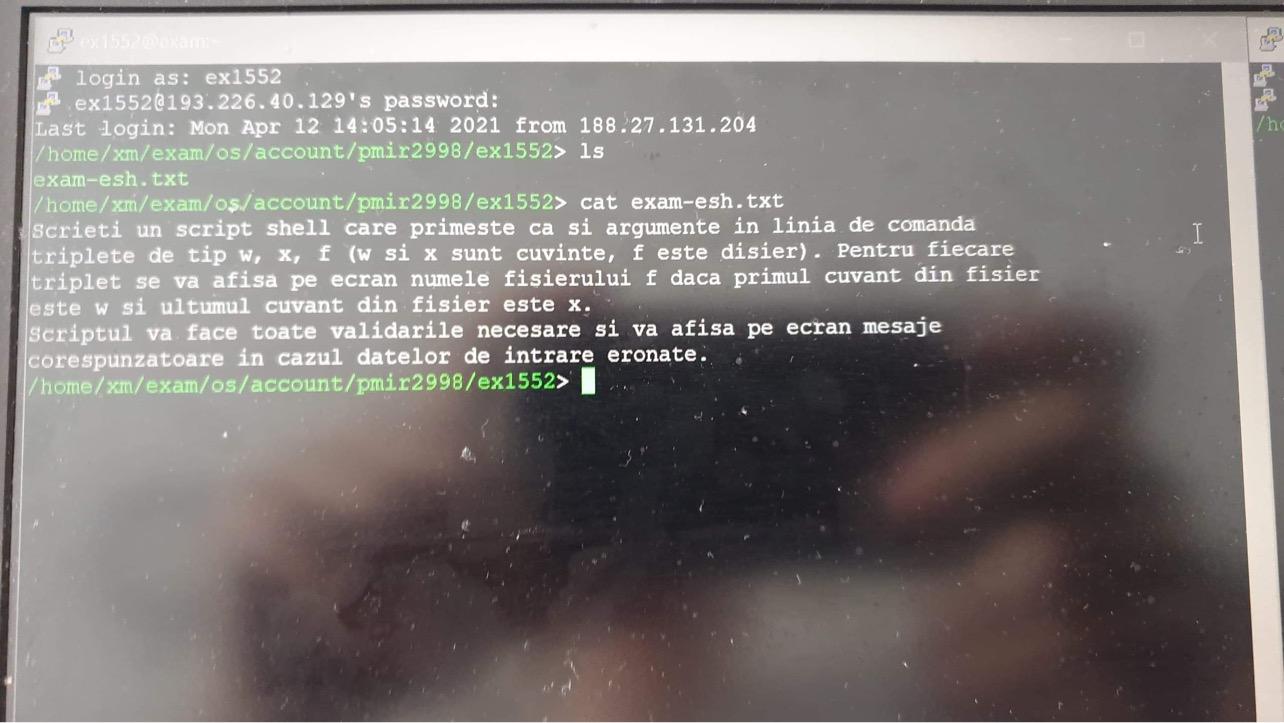 ex1552@exam:~
login as: ex1552
ex1552@193.226.40.129's password:
Last login: Mon Apr 12 14:05:14 2021 from 188.27.131.204
/home/xm/exam/os/account/pmir2998/ex1552> ls
exam-esh.txt
/home/xm/exam/os/account/pmir2998/ex1552> cat exam-esh.txt
Scrieti un script shell care primeste ca si argumente in linia de comanda
triplete de tip w, x, f (w si x sunt cuvinte, f este disier). Pentru fiecare
triplet se va afisa pe ecran numele fisierului f daca primul cuvant din fisier
este w si ultumul cuvant din fisier este x.
Scriptul va face toate validarile necesare si va afisa pe ecran mesaje
corespunzatoare in cazul datelor de intrare eronate.
/home/xm/exam/os/account/pmir2998/ex1552>